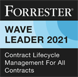 FORRESTER
WAVE
LEADER 2021
Contract Lifecycle
Management For All
Contracts